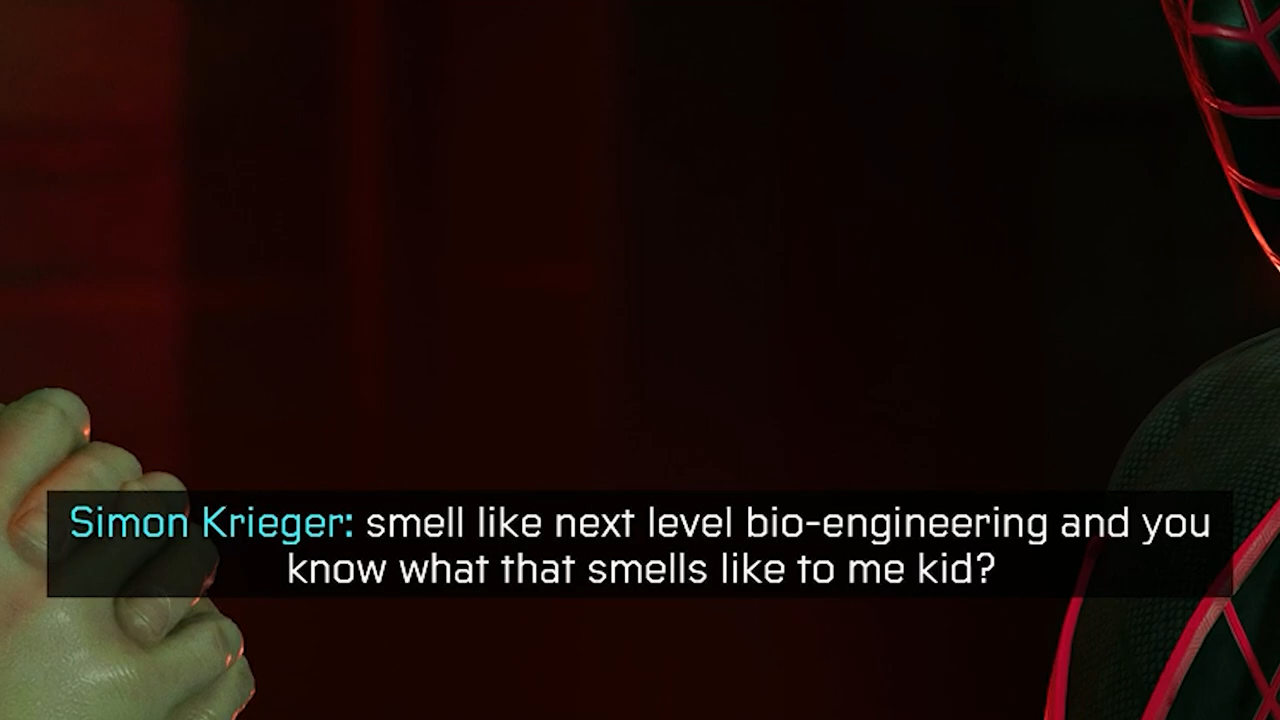 Simon Krieger: smell like next level bio-engineering and you
know what that smells like to me kid?